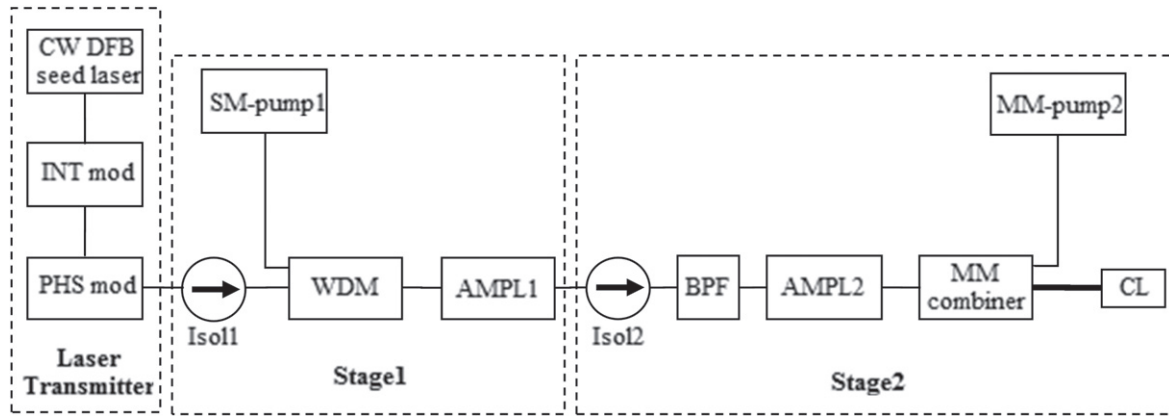 CW DFB
seed laser
INT mod
PHS mod
Laser
Transmitter
SM-pump1
Isol1
WDM
AMPL1
Stage1
MM-pump2
Isol2
BPF
AMPL2
MM
combiner
CL
Stage2